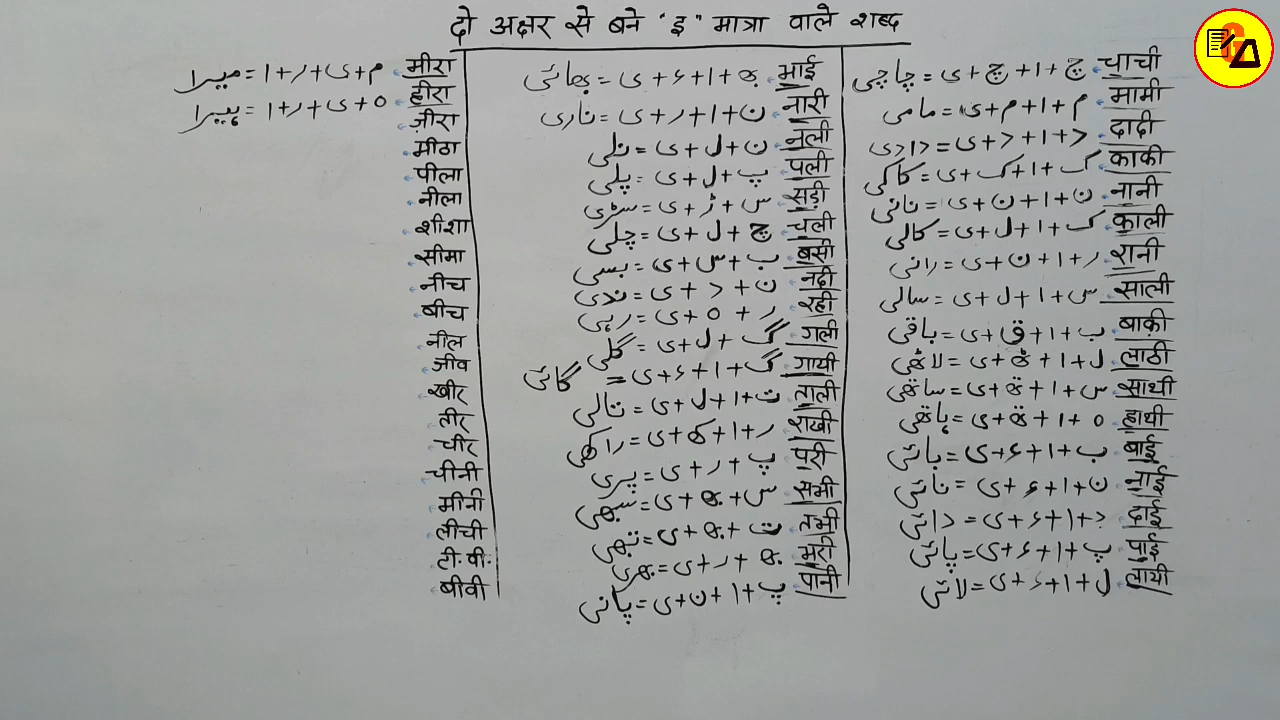 दो अक्षर से बने "इ" मात्रा वाले शब्द
चाची چ+ا+چ+ی=چاچی
मामी م+ا+م+ی=مامی
दादी د+ا+د+ی=دادی
काकी ک+ا+ک+ی=کاکی
नानी ن+ا+ن+ی=نانی
काली ک+ا+ل+ی=کالی
रानी ر+ا+ن+ی=رانی
साली س+ا+ل+ی=سالی
बाक़ी ب+ا+ق+ی=باقی
लाठी ل+ا+ٹھ+ی=لاٹھی
साथी س+ا+تھ+ی=ساتھی
हाथी ہ+ا+تھ+ی=ہاتھی
बाई ب+ا+ء+ی=بائی
नाई ن+ا+ء+ی=نائی
दाई د+ا+ء+ی=دائی
पाई پ+ا+ء+ی=پائی
लायी ل+ا+ء+ی=لائی
भाई بھ+ا+ء+ی=بھائی
नारी ن+ا+ر+ی=ناری
नली ن+ل+ی=نلی
पली پ+ل+ی=پلی
सड़ी س+ڑ+ی=سڑی
चली چ+ل+ی=چلی
बसी ب+س+ی=بسی
नदी ن+د+ی=ندی
रही ر+ہ+ی=رہی
गली گ+ل+ی=گلی
गायी گ+ا+ء+ی=گائی
ताली ت+ا+ل+ی=تالی
राखी ر+ا+کھ+ی=راکھی
परी پ+ر+ی=پری
सभी س+بھ+ی=سبھی
तभी ت+بھ+ی=تبھی
भरी بھ+ر+ی=بھری
पानी پ+ا+ن+ی=پانی
मीरा م+ی+ر+ا=میرا
हीरा ہ+ی+ر+ا=ہیرا
ज़ीरा
मीठा
पीला
नीला
शीशा
सीमा
नीच
बीच
नील
जीव
खीर
तीर
चीर
चीनी
मीनी
लीची
टी.वी.
बीवी